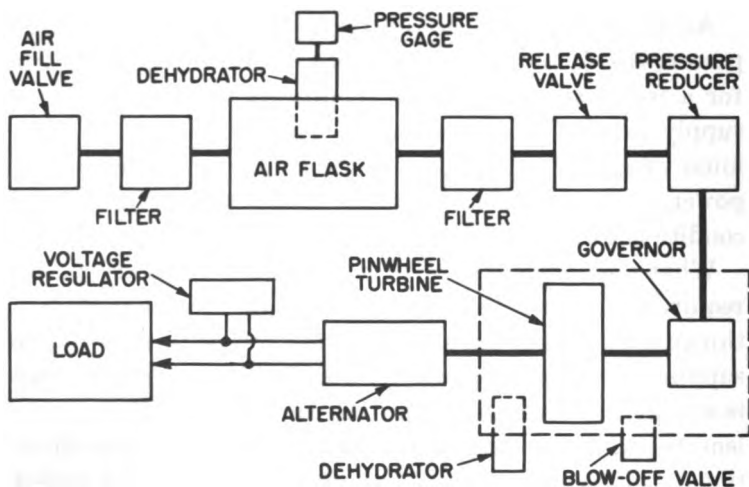 PRESSURE
GAGE
AIR
FILL
VALVE
DEHYDRATOR
RELEASE
VALVE
PRESSURE
REDUCER
AIR FLASK
FILTER
FILTER
VOLTAGE
REGULATOR
PINWHEEL
TURBINE
GOVERNOR
LOAD
ALTERNATOR
DEHYDRATOR
BLOW-OFF VALVE